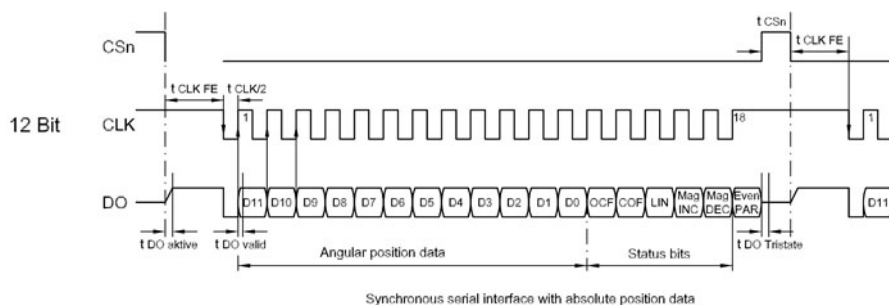 t CSn
CSn
t CLK FE
t CLK FE
t CLK/2
12 Bit
CLK
1
18
1
DO
D11
D10
D9
D8
D7
D6
D5
D4
D3
D2
D1
D0
OCF
COF
LIN
Mag INC
Mag DEC
Even PAR
D11
t DO aktive
t DO valid
t DO Tristate
Angular position data
Status bits
Synchronous serial interface with absolute position data